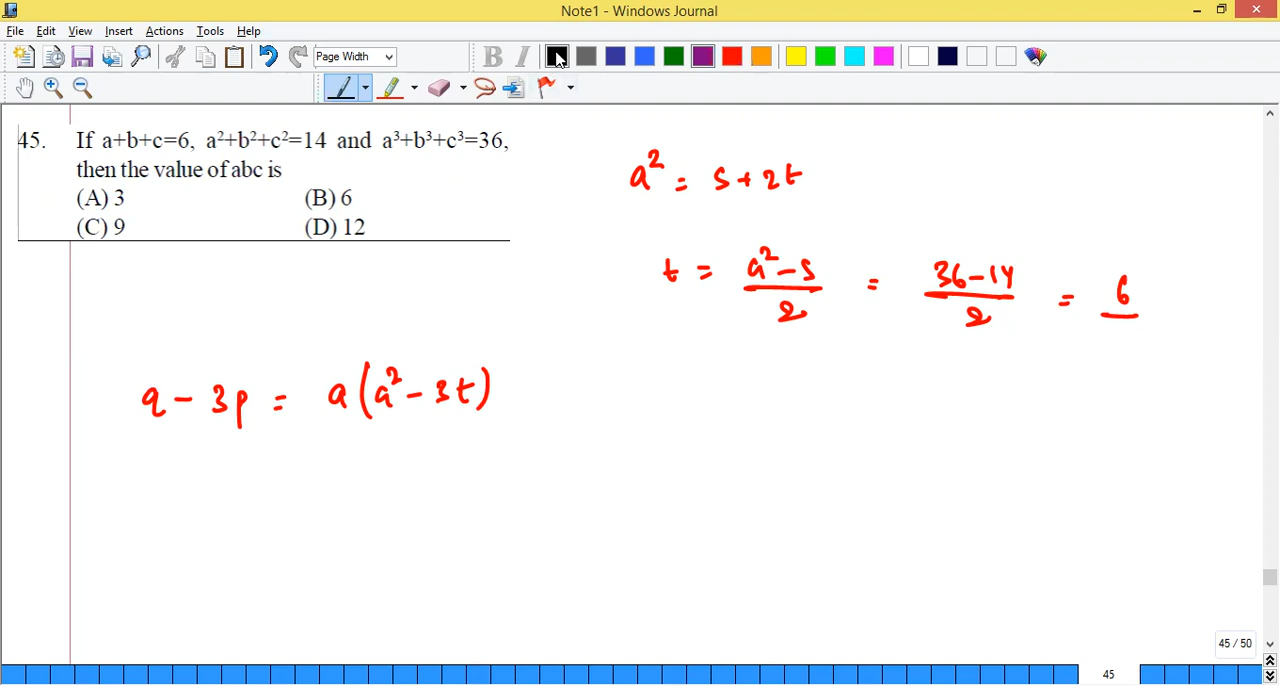 Note1 - Windows Journal
File Edit View Insert Actions Tools Help
Page Width B I
45. If a+b+c=6, a²+b²+c²=14 and a³+b³+c³=36,
then the value of abc is
(A) 3 (B) 6
(C) 9 (D) 12
a² = s + 2t
t = a² - s / 2 = 36 - 14 / 2 = 6
q - 3p = a(a² - 3t)
45 / 50
45